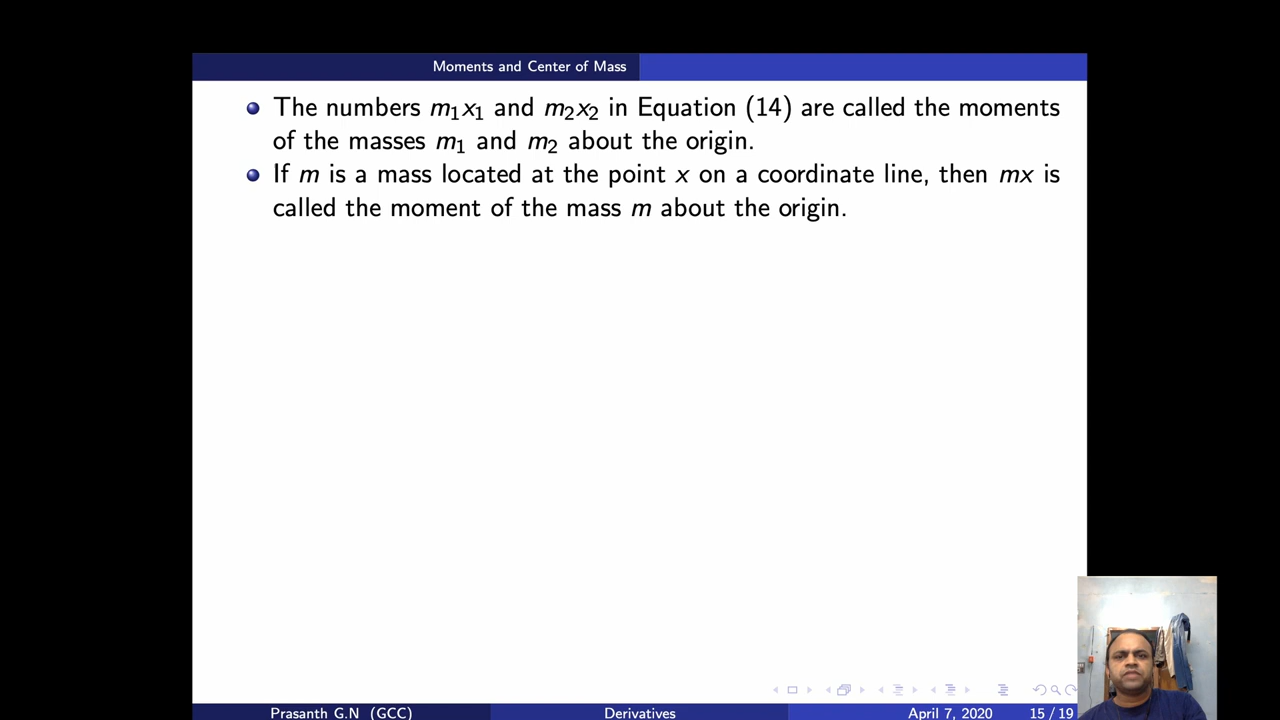 Moments and Center of Mass
The numbers m₁x₁ and m₂x₂ in Equation (14) are called the moments
of the masses m₁ and m₂ about the origin.
If m is a mass located at the point x on a coordinate line, then mx is
called the moment of the mass m about the origin.
Prasanth G.N (GCC) Derivatives April 7, 2020 15 / 19